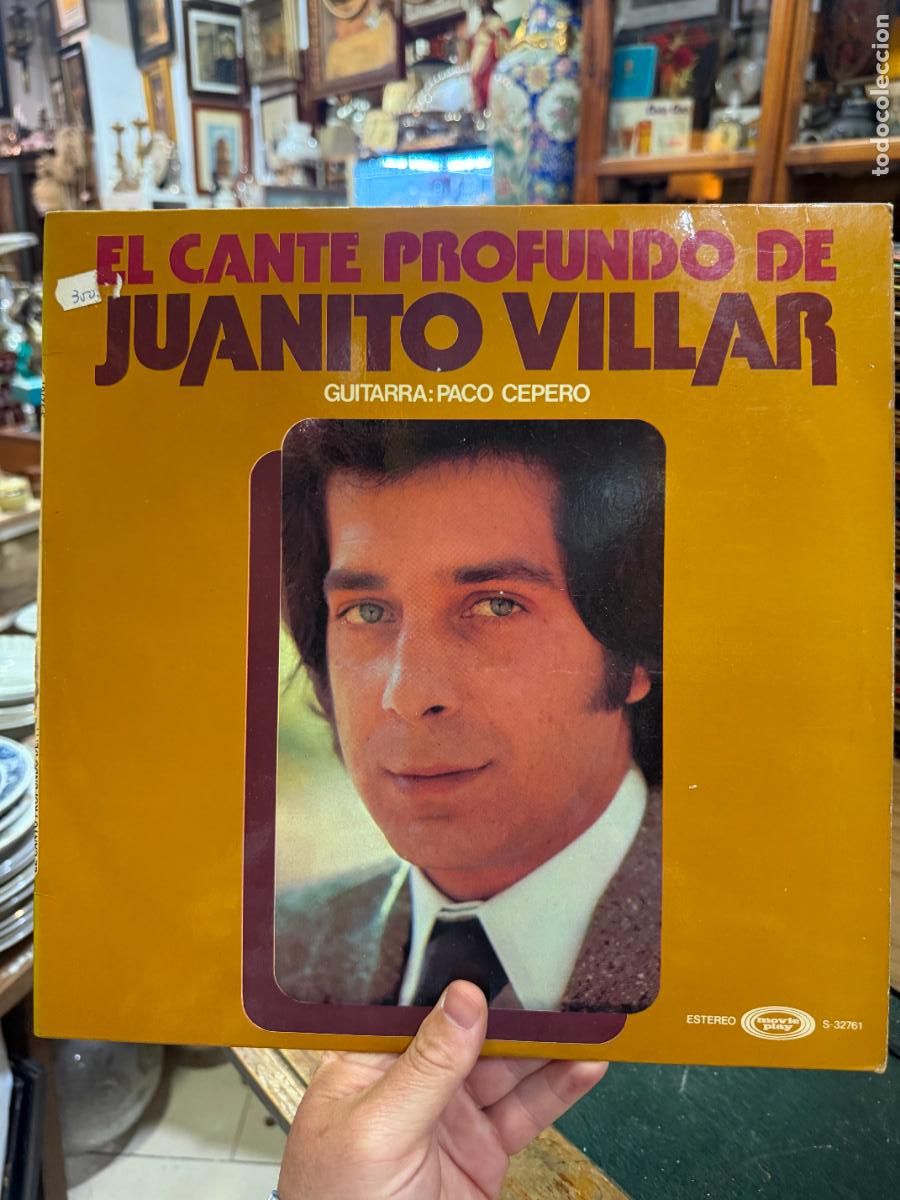 EL CANTE PROFUNDO DE
JUANITO VILLAR
GUITARRA: PACO CEPERO
ESTEREO movie play S-32761
todocoleccion